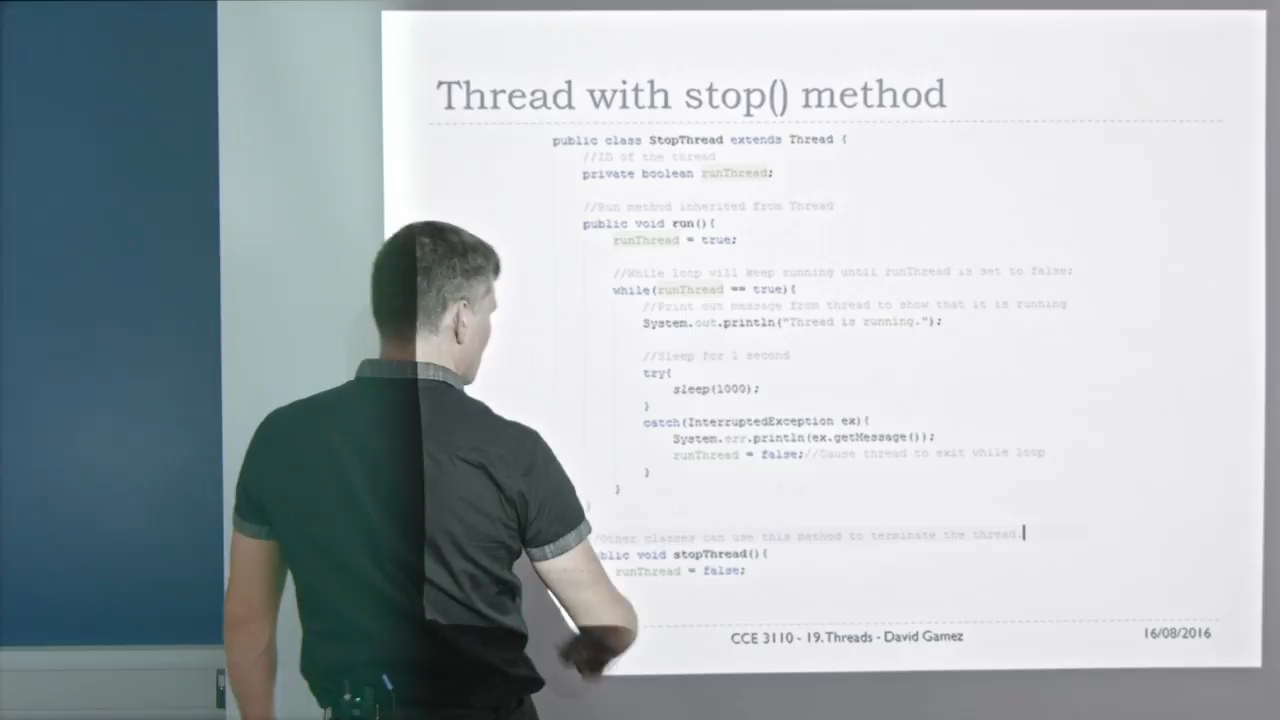 Thread with stop() method
public class StopThread extends Thread {
//ID of the thread
private boolean runThread;
//Run method inherited from Thread
public void run(){
runThread = true;
//While loop will keep running until runThread is set to false;
while(runThread == true){
//Print out message from thread to show that it is running
System.out.println("Thread is running.");
//Sleep for 1 second
try{
sleep(1000);
}
catch(InterruptedException ex){
System.err.println(ex.getMessage());
runThread = false;//Cause thread to exit while loop
}
}
}
/Other classes can use this method to terminate the thread.
blic void stopThread(){
runThread = false;
CCE 3110 - 19.Threads - David Gamez
16/08/2016